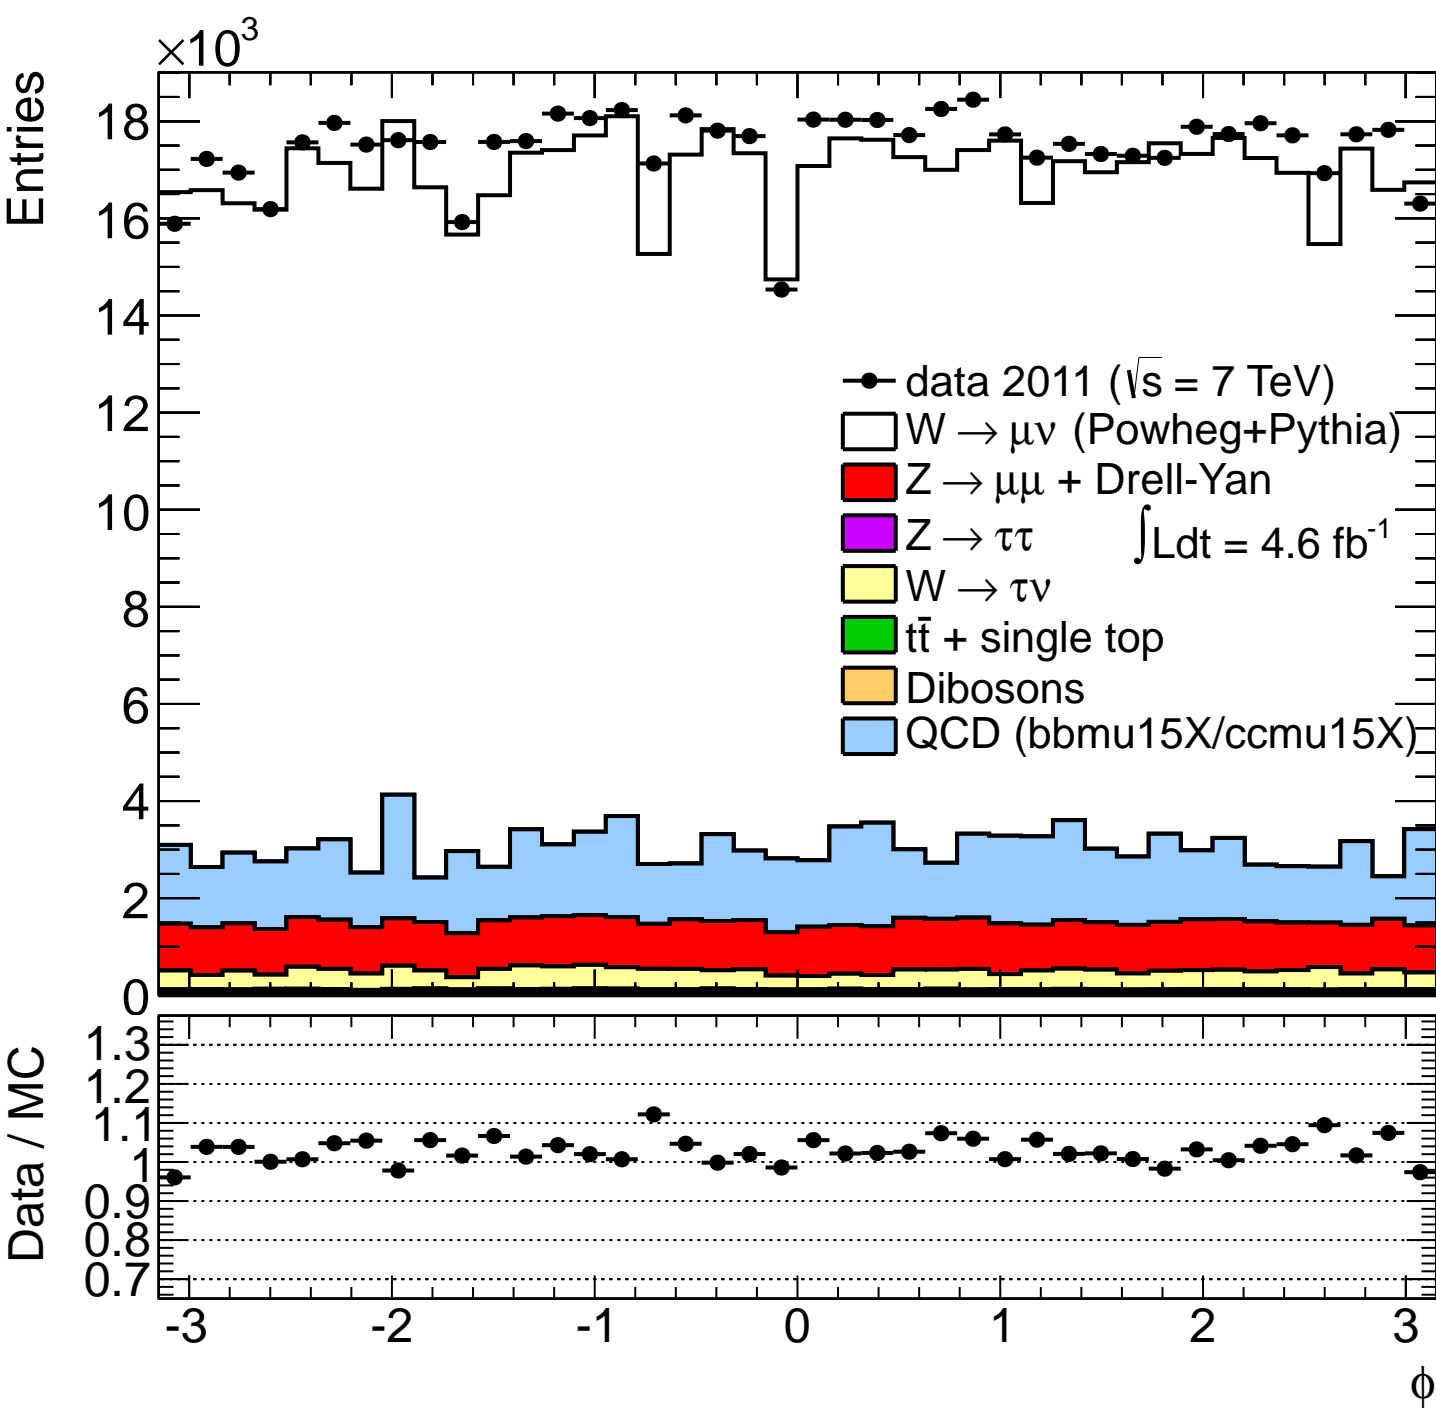 ×10³
Entries
18
16
14
12
10
8
6
4
2
0
data 2011 (√s = 7 TeV)
W → μν (Powheg+Pythia)
Z → μμ + Drell-Yan
Z → ττ
∫Ldt = 4.6 fb⁻¹
W → τν
tt̄ + single top
Dibosons
QCD (bbmu15X/ccmu15X)
Data / MC
1.3
1.2
1.1
1
0.9
0.8
0.7
-3 -2 -1 0 1 2 3
ϕ